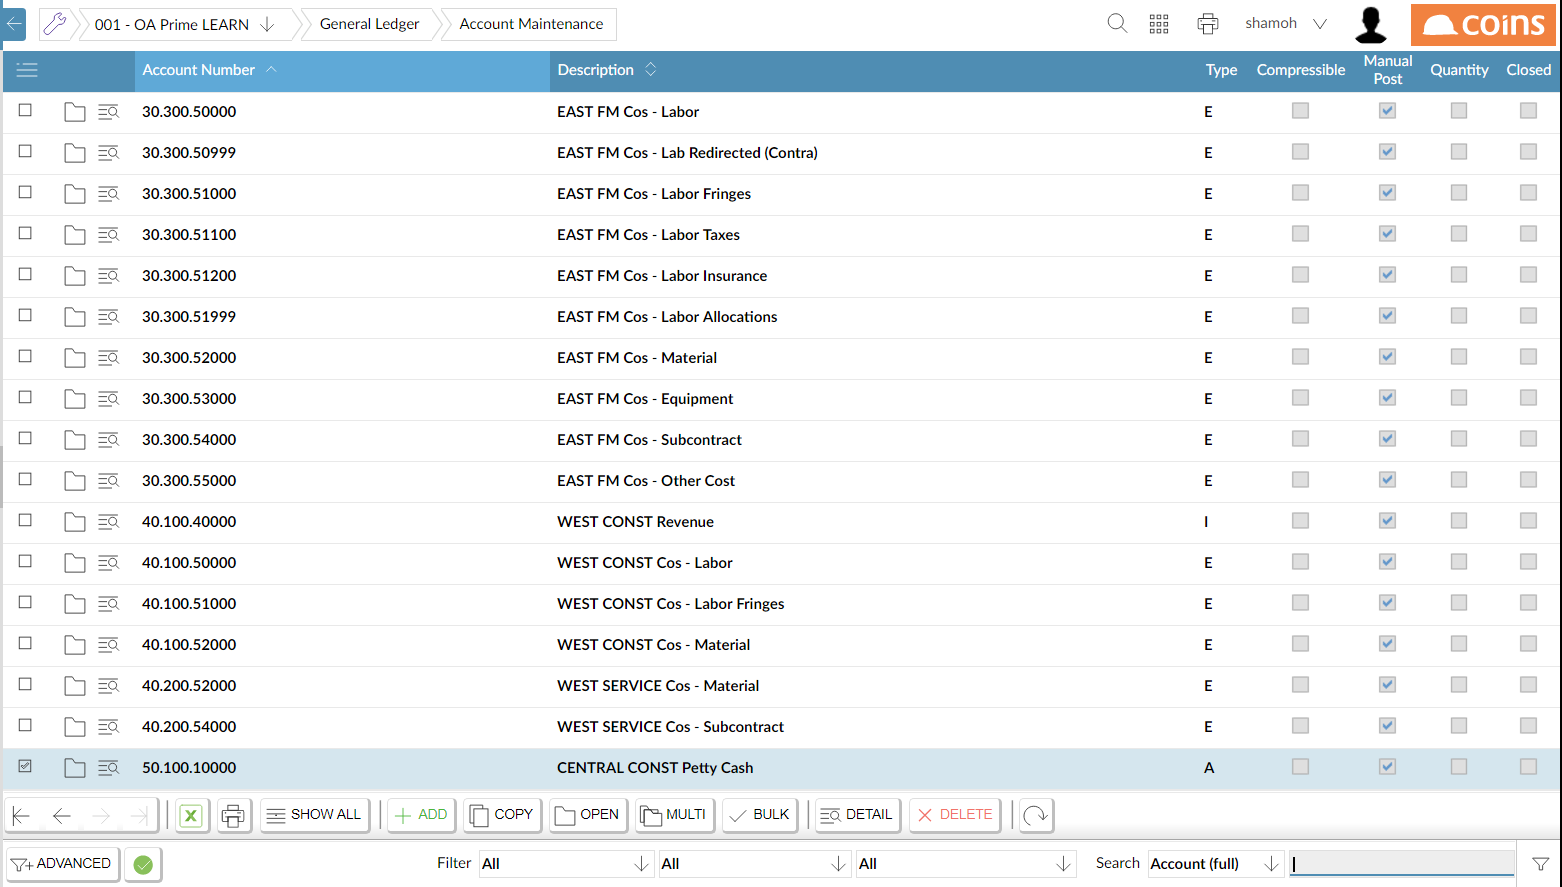 001 - OA Prime LEARN General Ledger Account Maintenance shamoh coins
Account Number Description Type Compressible Manual Post Quantity Closed
30.300.50000 EAST FM Cos - Labor E
30.300.50999 EAST FM Cos - Lab Redirected (Contra) E
30.300.51000 EAST FM Cos - Labor Fringes E
30.300.51100 EAST FM Cos - Labor Taxes E
30.300.51200 EAST FM Cos - Labor Insurance E
30.300.51999 EAST FM Cos - Labor Allocations E
30.300.52000 EAST FM Cos - Material E
30.300.53000 EAST FM Cos - Equipment E
30.300.54000 EAST FM Cos - Subcontract E
30.300.55000 EAST FM Cos - Other Cost E
40.100.40000 WEST CONST Revenue I
40.100.50000 WEST CONST Cos - Labor E
40.100.51000 WEST CONST Cos - Labor Fringes E
40.100.52000 WEST CONST Cos - Material E
40.200.52000 WEST SERVICE Cos - Material E
40.200.54000 WEST SERVICE Cos - Subcontract E
50.100.10000 CENTRAL CONST Petty Cash A
SHOW ALL ADD COPY OPEN MULTI BULK DETAIL DELETE
ADVANCED Filter All All All Search Account (full)